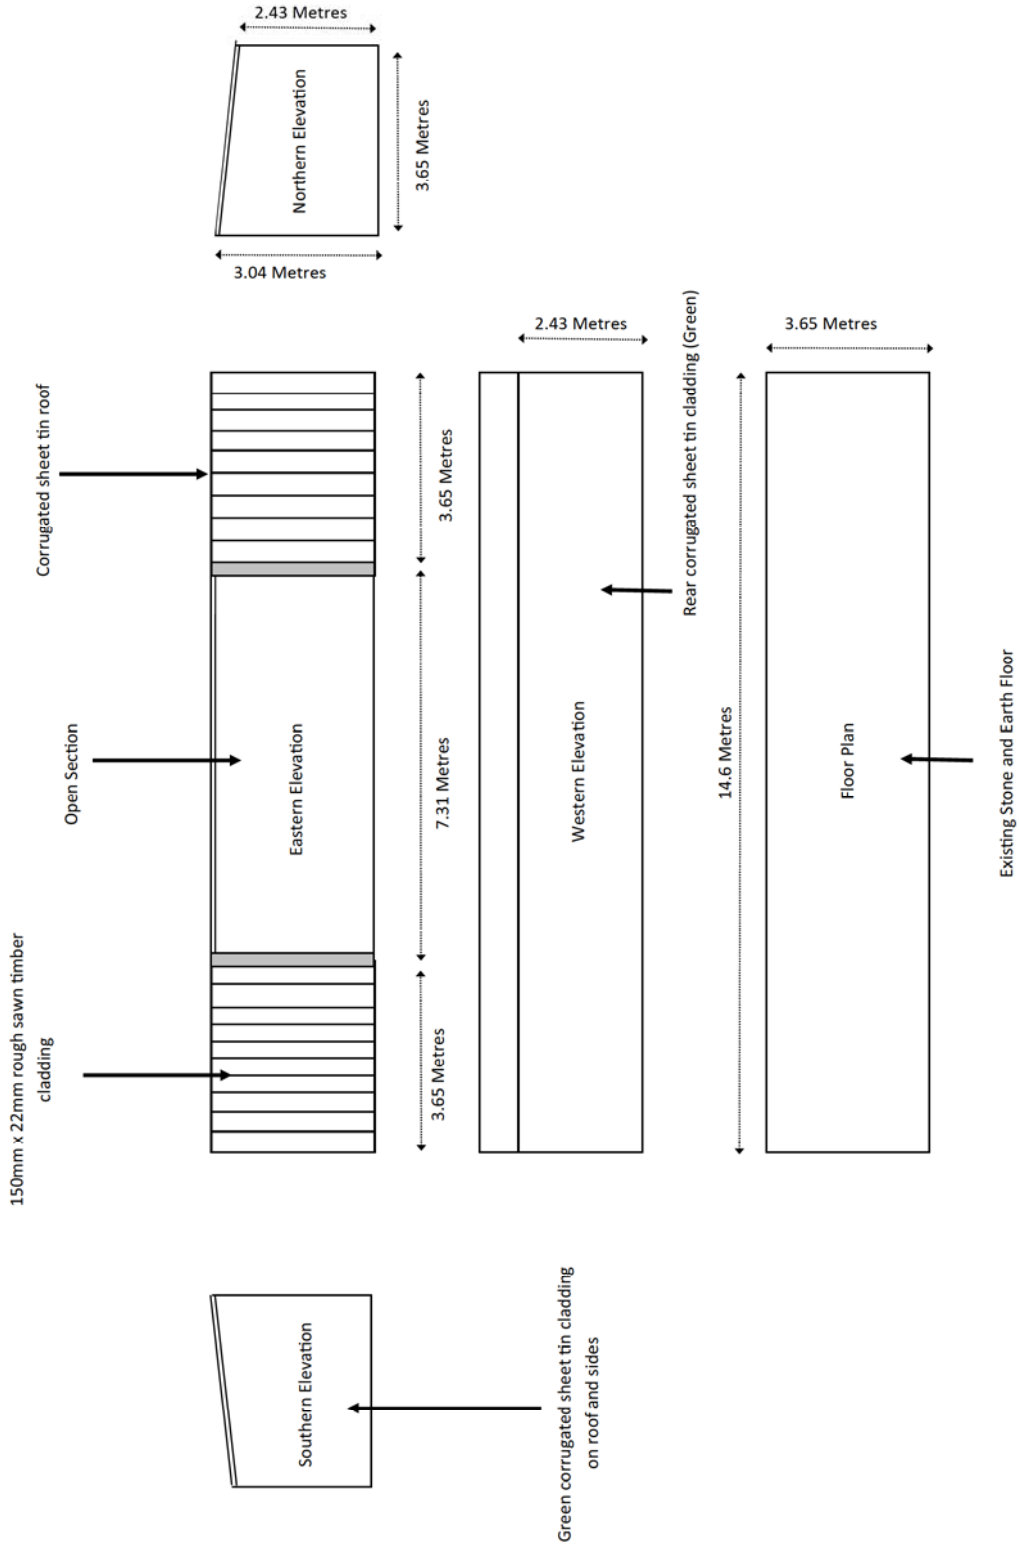 150mm x 22mm rough sawn timber
cladding
Open Section
Corrugated sheet tin roof
Southern Elevation
Eastern Elevation
Northern Elevation
2.43 Metres
3.04 Metres
3.65 Metres
3.65 Metres
7.31 Metres
3.65 Metres
Green corrugated sheet tin cladding
on roof and sides
Western Elevation
2.43 Metres
Rear corrugated sheet tin cladding (Green)
14.6 Metres
Floor Plan
3.65 Metres
Existing Stone and Earth Floor